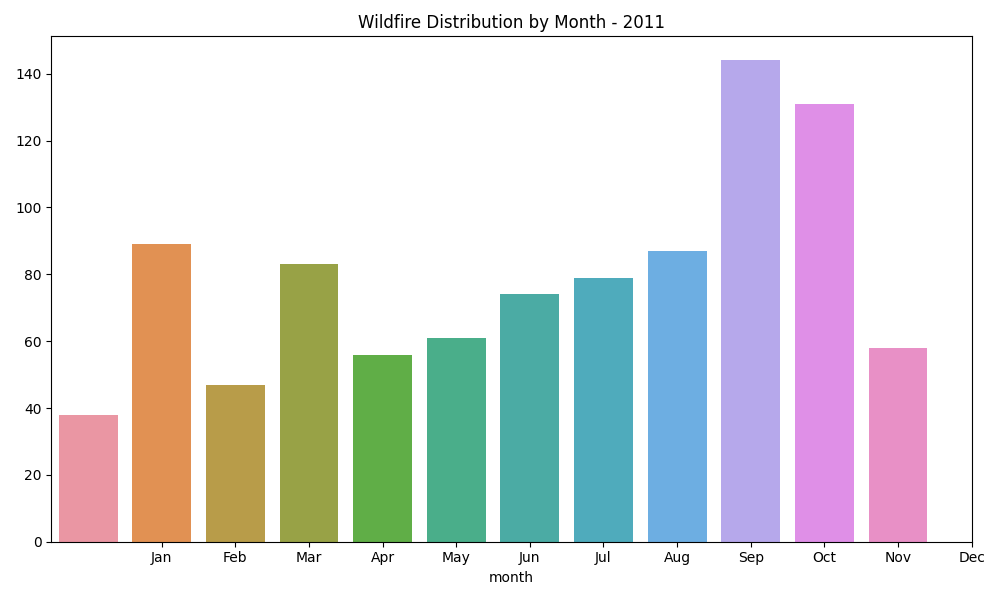 Wildfire Distribution by Month - 2011
140
120
100
80
60
40
20
0
Jan Feb Mar Apr May Jun Jul Aug Sep Oct Nov Dec
month